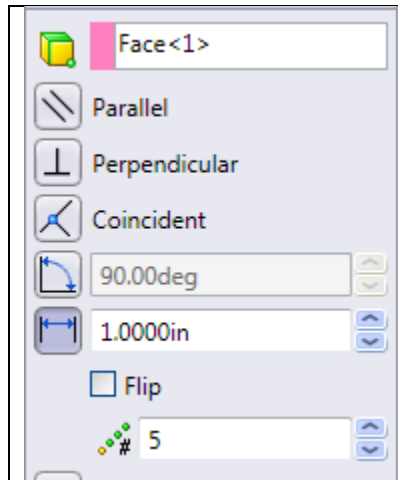 Face<1>
Parallel
Perpendicular
Coincident
90.00deg
1.0000in
Flip
# 5